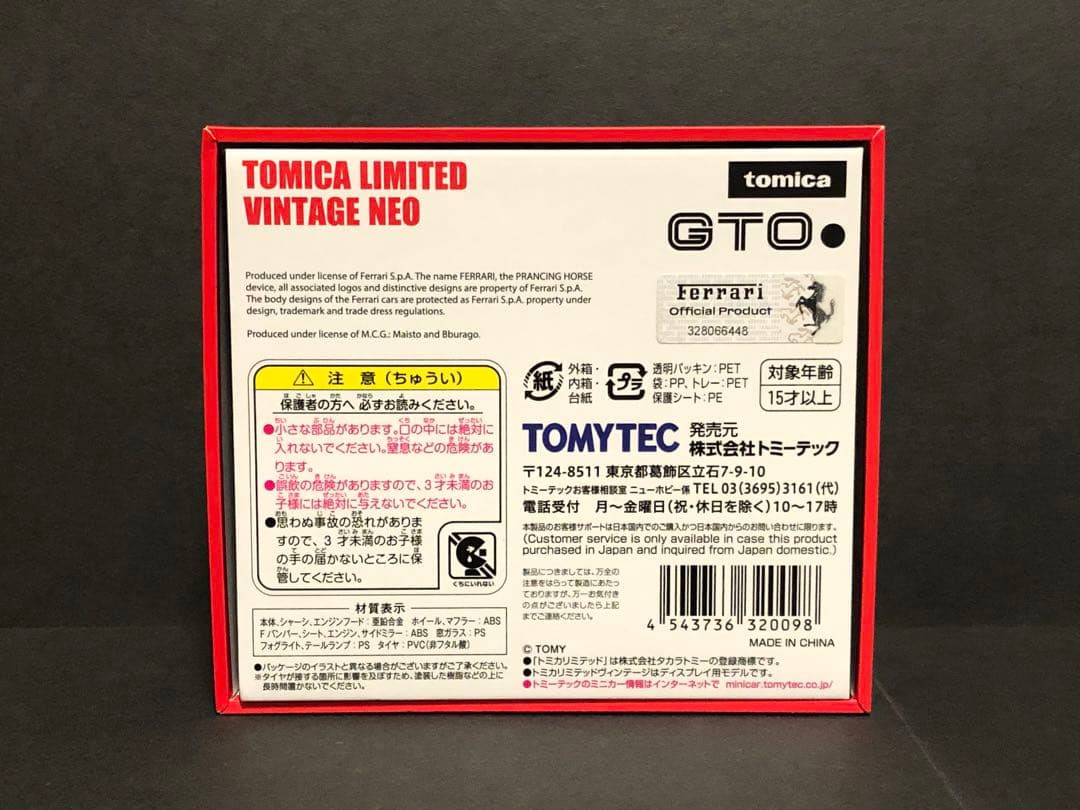 TOMICA LIMITED
VINTAGE NEO
tomica
GTO
Produced under license of Ferrari S.p.A. The name FERRARI, the PRANCING HORSE
device, all associated logos and distinctive designs are property of Ferrari S.p.A.
The body designs of the Ferrari cars are protected as Ferrari S.p.A. property under
design, trademark and trade dress regulations.
Produced under license of M.C.G.: Maisto and Bburago.
Ferrari
Official Product
328066448
注 意(ちゅうい)
保護者の方へ 必ずお読みください。
●小さな部品があります。口の中には絶対に
入れないでください。窒息などの危険があ
ります。
●誤飲の危険がありますので、3才未満のお
子様には絶対に与えないでください。
●思わぬ事故の恐れがありま
すので、3才未満のお子様
の手の届かないところに保
管してください。
くちにいれない
材質表示
本体、シャーシ、エンジンフード:亜鉛合金 ホイール、マフラー:ABS
Fバンパー、シート、エンジン、サイドミラー:ABS 窓ガラス:PS
フォグライト、テールランプ:PS タイヤ:PVC(非フタル酸)
●パッケージのイラストと異なる場合がございますがご了承ください。
※タイヤが接する箇所に影響を及ぼすため、塗装した樹脂などの上に
長時間置かないでください。
紙
外箱・
内箱・
台紙
プラ
透明パッキン:PET
袋:PP、トレー:PET
保護シート:PE
対象年齢
15才以上
TOMYTEC 発売元
株式会社トミーテック
〒124-8511 東京都葛飾区立石7-9-10
トミーテックお客様相談室 ニューホビー係 TEL 03(3695)3161(代)
電話受付 月〜金曜日(祝・休日を除く)10〜17時
本製品のお客様サポートは日本国内でのご購入かつ日本国内からのお問い合わせに限ります。
(Customer service is only available in case this product
purchased in Japan and inquired from Japan domestic.)
製品につきましては、万全の
注意をはらって製造にあたっ
ておりますが、万一お気付き
の点がございましたら上記
までご連絡ください。
4 543736 320098
MADE IN CHINA
© TOMY
●「トミカリミテッド」は株式会社タカラトミーの登録商標です。
●トミカリミテッドヴィンテージはディスプレイ用モデルです。
●トミーテックのミニカー情報はインターネットで minicar.tomytec.co.jp/